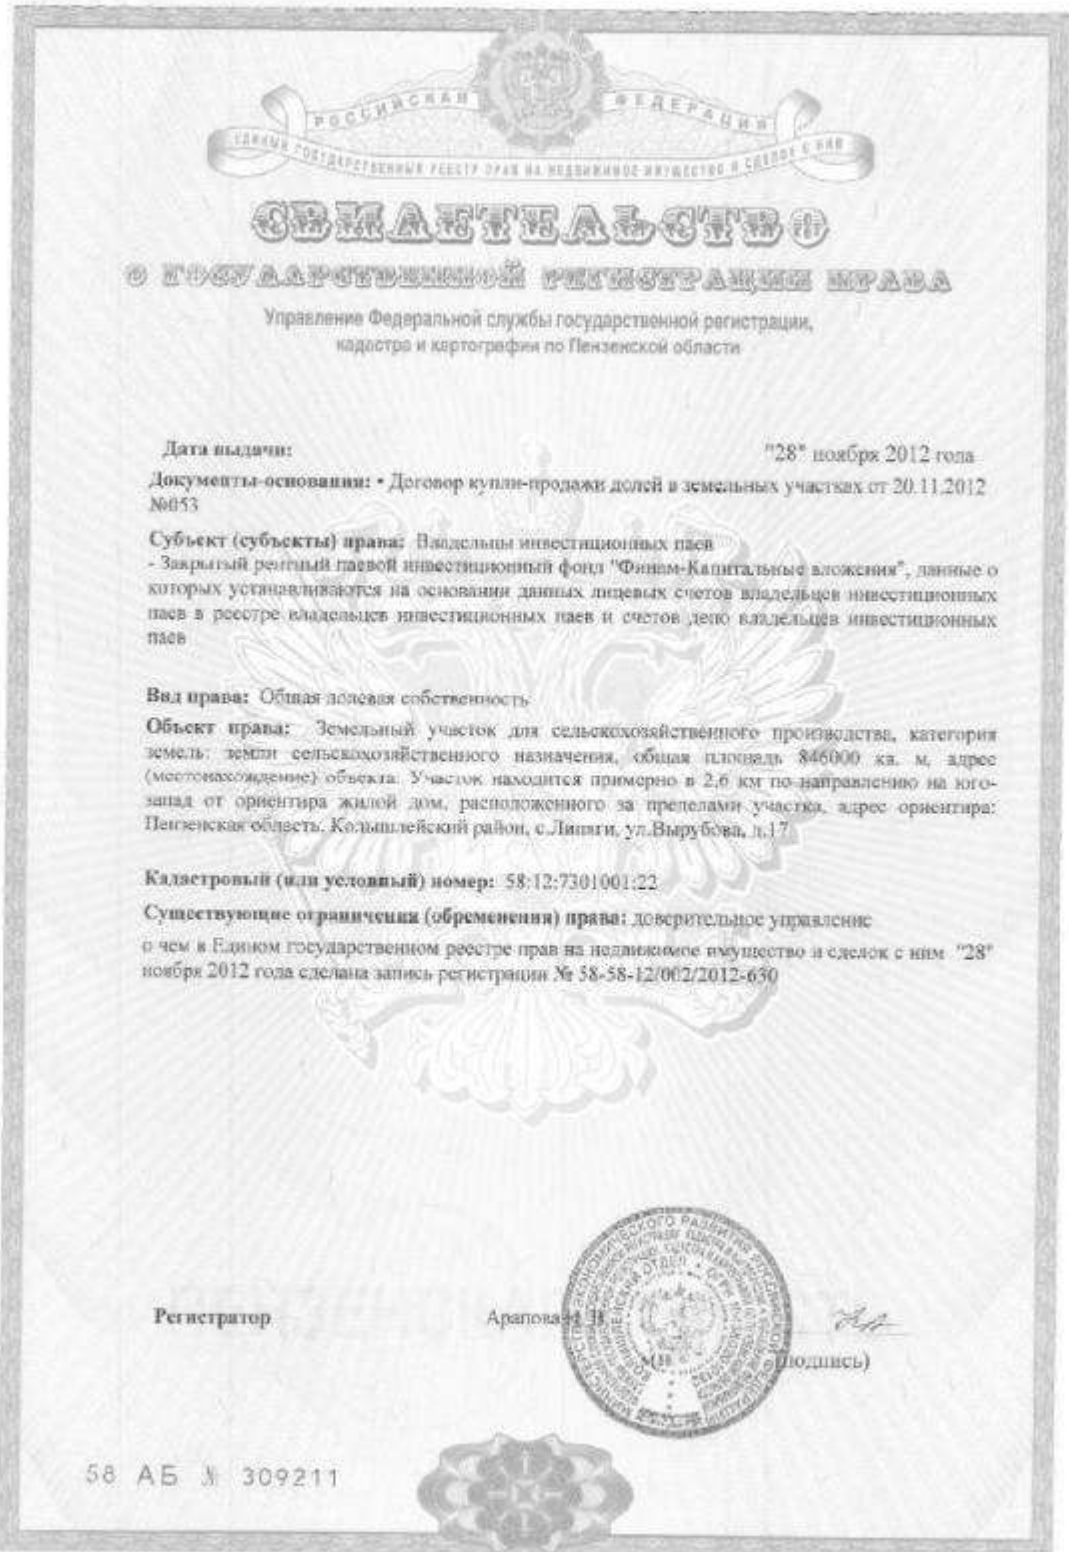 РОССИЙСКАЯ ФЕДЕРАЦИЯ
ЕДИНЫЙ ГОСУДАРСТВЕННЫЙ РЕЕСТР ПРАВ НА НЕДВИЖИМОЕ ИМУЩЕСТВО И СДЕЛОК С НИМ
СВИДЕТЕЛЬСТВО
О ГОСУДАРСТВЕННОЙ РЕГИСТРАЦИИ ПРАВА
Управление Федеральной службы государственной регистрации,
кадастра и картографии по Пензенской области
Дата выдачи: "28" ноября 2012 года
Документы-основания: • Договор купли-продажи долей в земельных участках от 20.11.2012
№053
Субъект (субъекты) права: Владельцы инвестиционных паев
- Закрытый рентный паевой инвестиционный фонд "Финам-Капитальные вложения", данные о
которых устанавливаются на основании данных лицевых счетов владельцев инвестиционных
паев в реестре владельцев инвестиционных паев и счетов депо владельцев инвестиционных
паев
Вид права: Общая долевая собственность
Объект права: Земельный участок для сельскохозяйственного производства, категория
земель: земли сельскохозяйственного назначения, общая площадь 846000 кв. м, адрес
(местонахождение) объекта: Участок находится примерно в 2,6 км по направлению на юго-
запад от ориентира жилой дом, расположенного за пределами участка, адрес ориентира:
Пензенская область, Колышлейский район, с.Липяги, ул.Вырубова, д.17
Кадастровый (или условный) номер: 58:12:7301001:22
Существующие ограничения (обременения) права: доверительное управление
о чем в Едином государственном реестре прав на недвижимое имущество и сделок с ним "28"
ноября 2012 года сделана запись регистрации № 58-58-12/002/2012-630
Регистратор Арапова
(подпись)
58 АБ № 309211